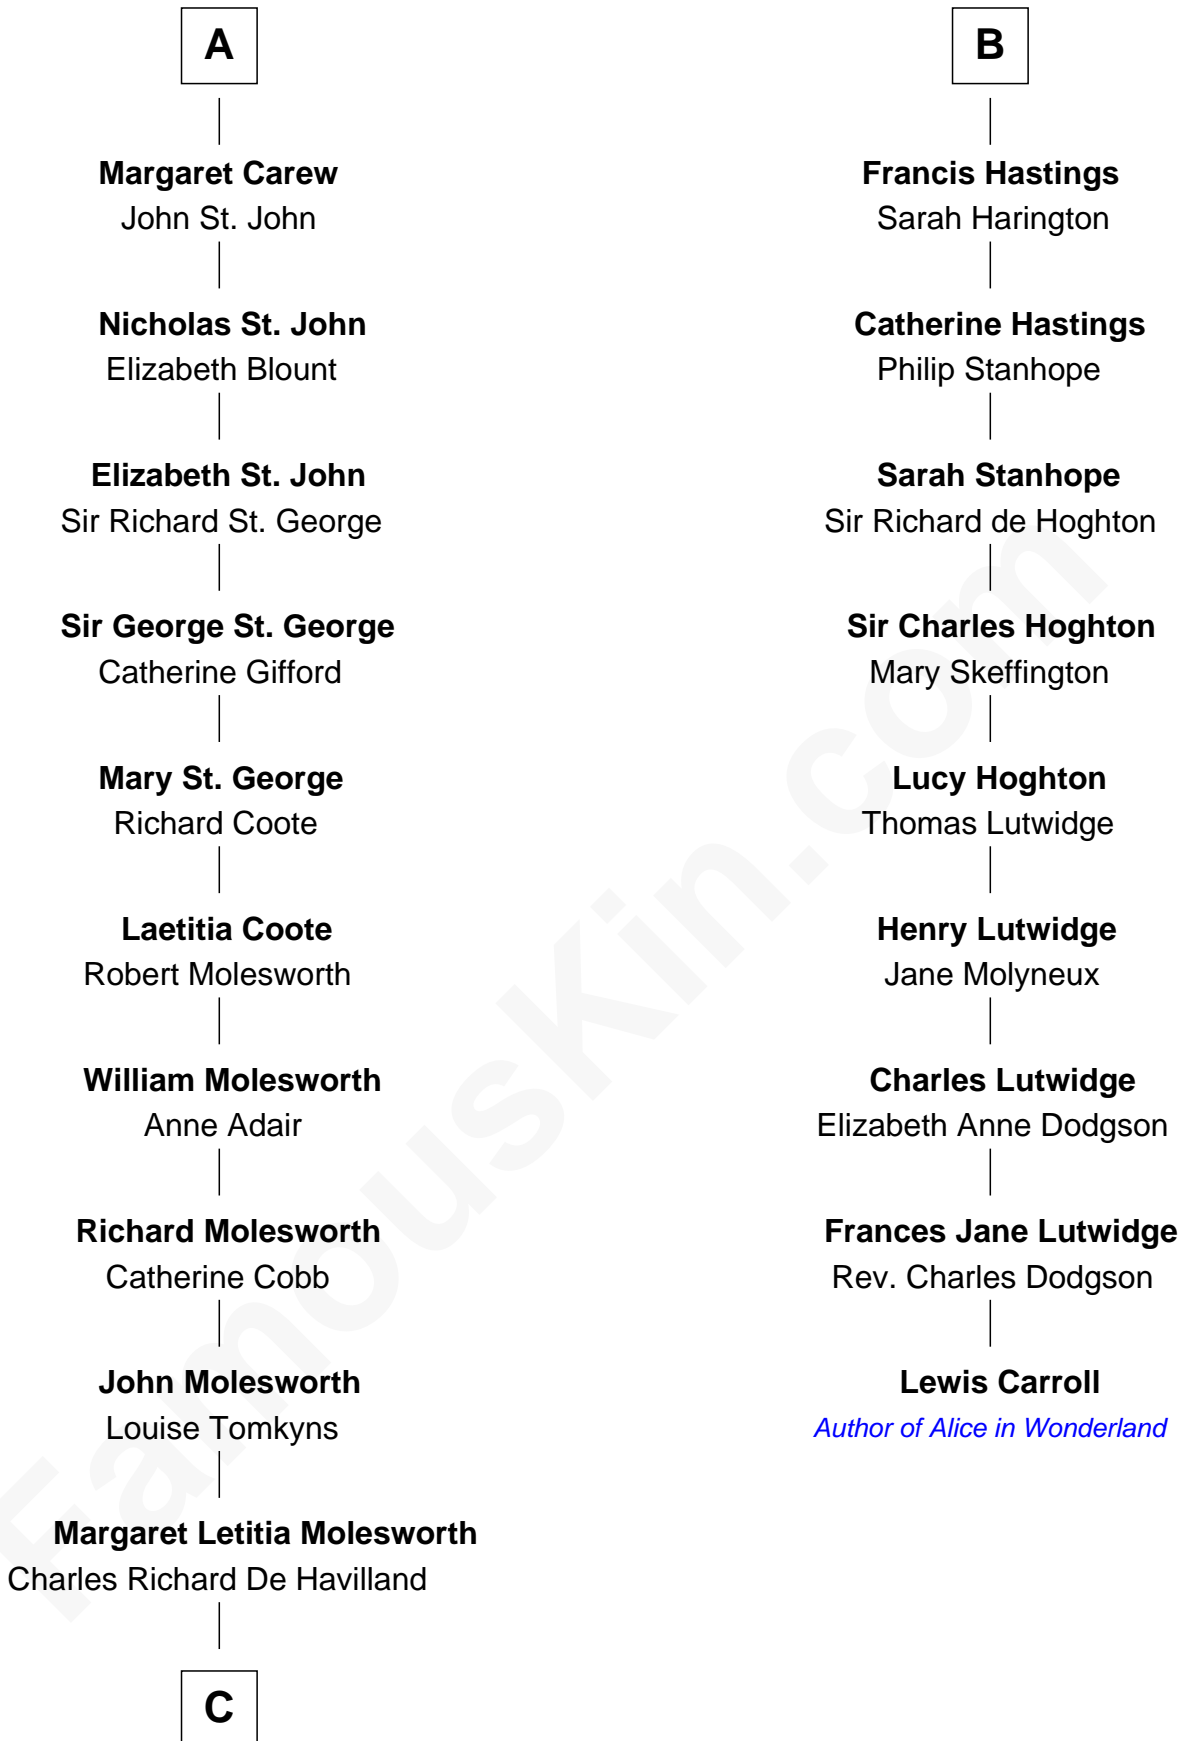 A
Margaret Carew
John St. John
Nicholas St. John
Elizabeth Blount
Elizabeth St. John
Sir Richard St. George
Sir George St. George
Catherine Gifford
Mary St. George
Richard Coote
Laetitia Coote
Robert Molesworth
William Molesworth
Anne Adair
Richard Molesworth
Catherine Cobb
John Molesworth
Louise Tomkyns
Margaret Letitia Molesworth
Charles Richard De Havilland
C
B
Francis Hastings
Sarah Harington
Catherine Hastings
Philip Stanhope
Sarah Stanhope
Sir Richard de Hoghton
Sir Charles Hoghton
Mary Skeffington
Lucy Hoghton
Thomas Lutwidge
Henry Lutwidge
Jane Molyneux
Charles Lutwidge
Elizabeth Anne Dodgson
Frances Jane Lutwidge
Rev. Charles Dodgson
Lewis Carroll
Author of Alice in Wonderland
FamousKin.com